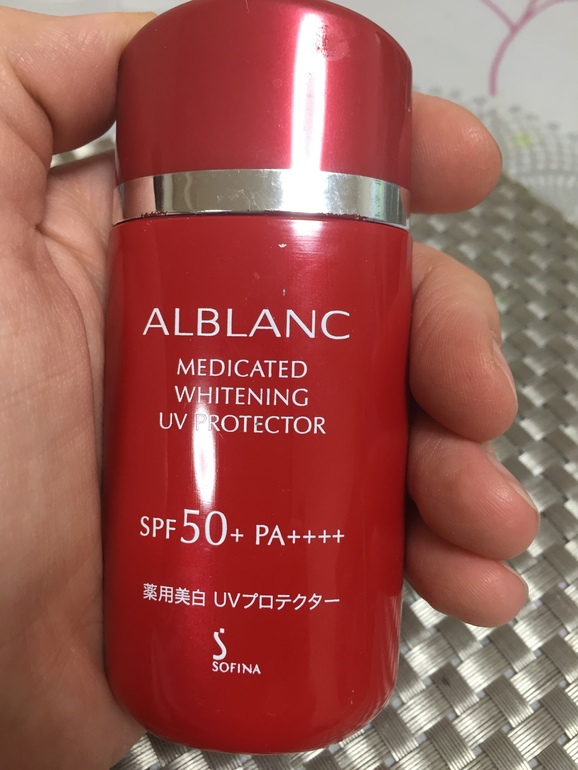 ALBLANC
MEDICATED
WHITENING
UV PROTECTOR
SPF50+ PA++++
薬用美白 UVプロテクター
SOFINA